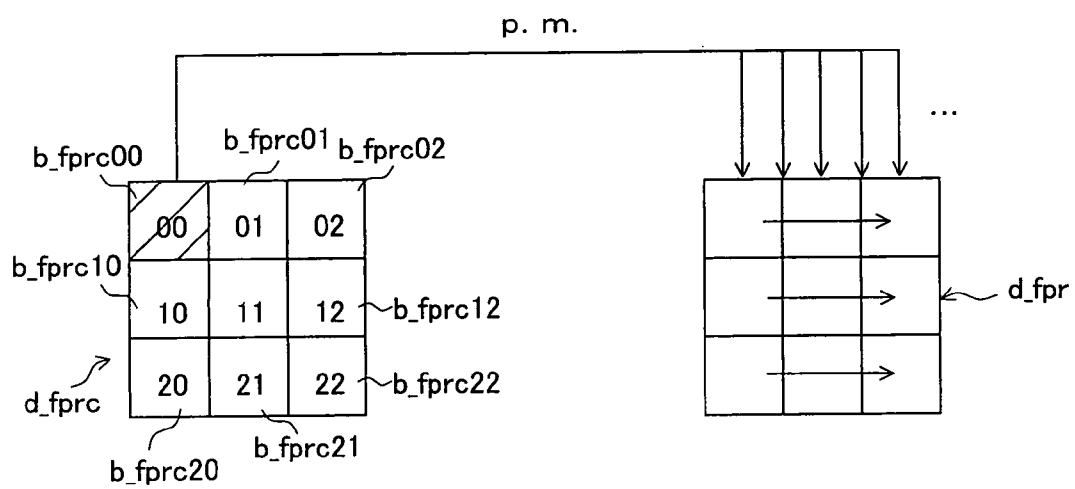 p. m.
...
b_fprc00
b_fprc01
b_fprc02
00 01 02
b_fprc10
10 11 12
b_fprc12
d_fpr
20 21 22
b_fprc22
d_fprc
b_fprc20
b_fprc21